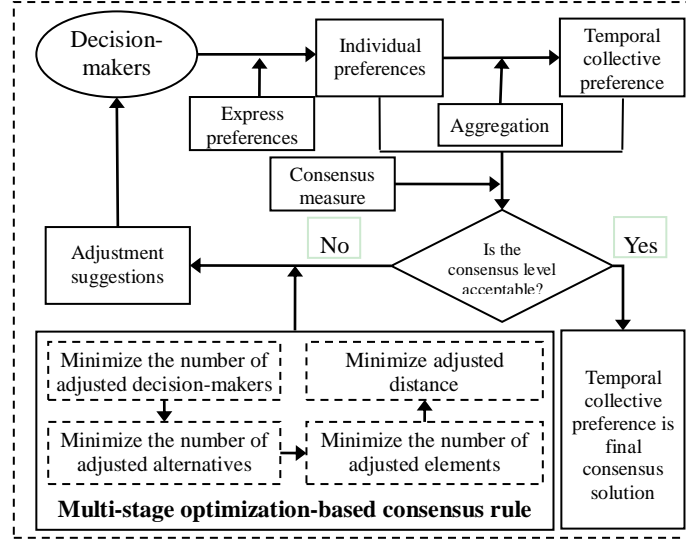 Decision-
makers
Individual
preferences
Temporal
collective
preference
Express
preferences
Aggregation
Consensus
measure
No
Yes
Is the
consensus level
acceptable?
Adjustment
suggestions
Minimize the number of
adjusted decision-makers
Minimize adjusted
distance
Minimize the number of
adjusted alternatives
Minimize the number of
adjusted elements
Multi-stage optimization-based consensus rule
Temporal
collective
preference is
final
consensus
solution